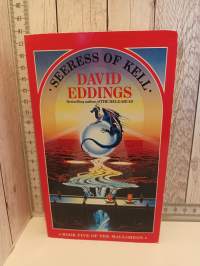 · SEERESS OF KELL ·
DAVID
EDDINGS
Bestselling author of THE BELGARIAD
· BOOK FIVE OF THE MALLOREON ·